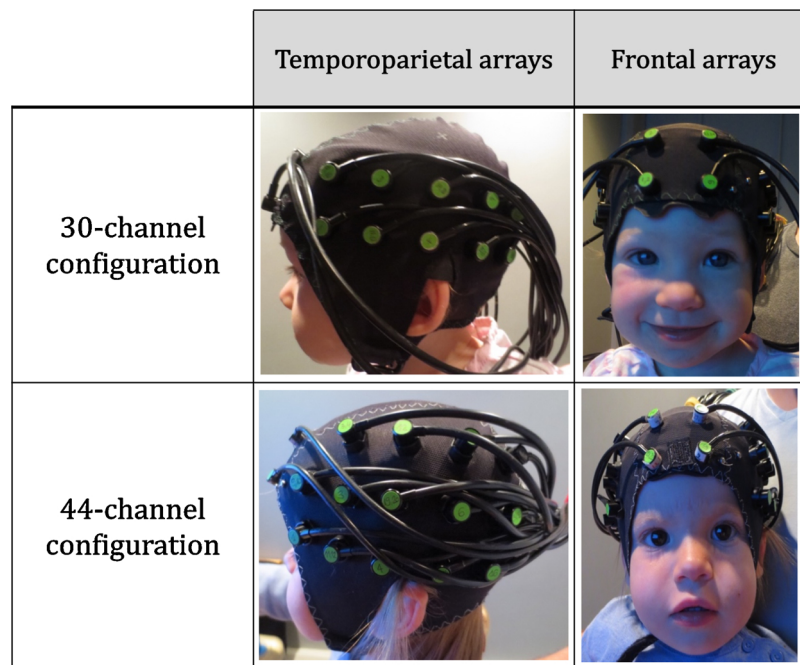 Temporoparietal arrays
Frontal arrays
30-channel
configuration
44-channel
configuration